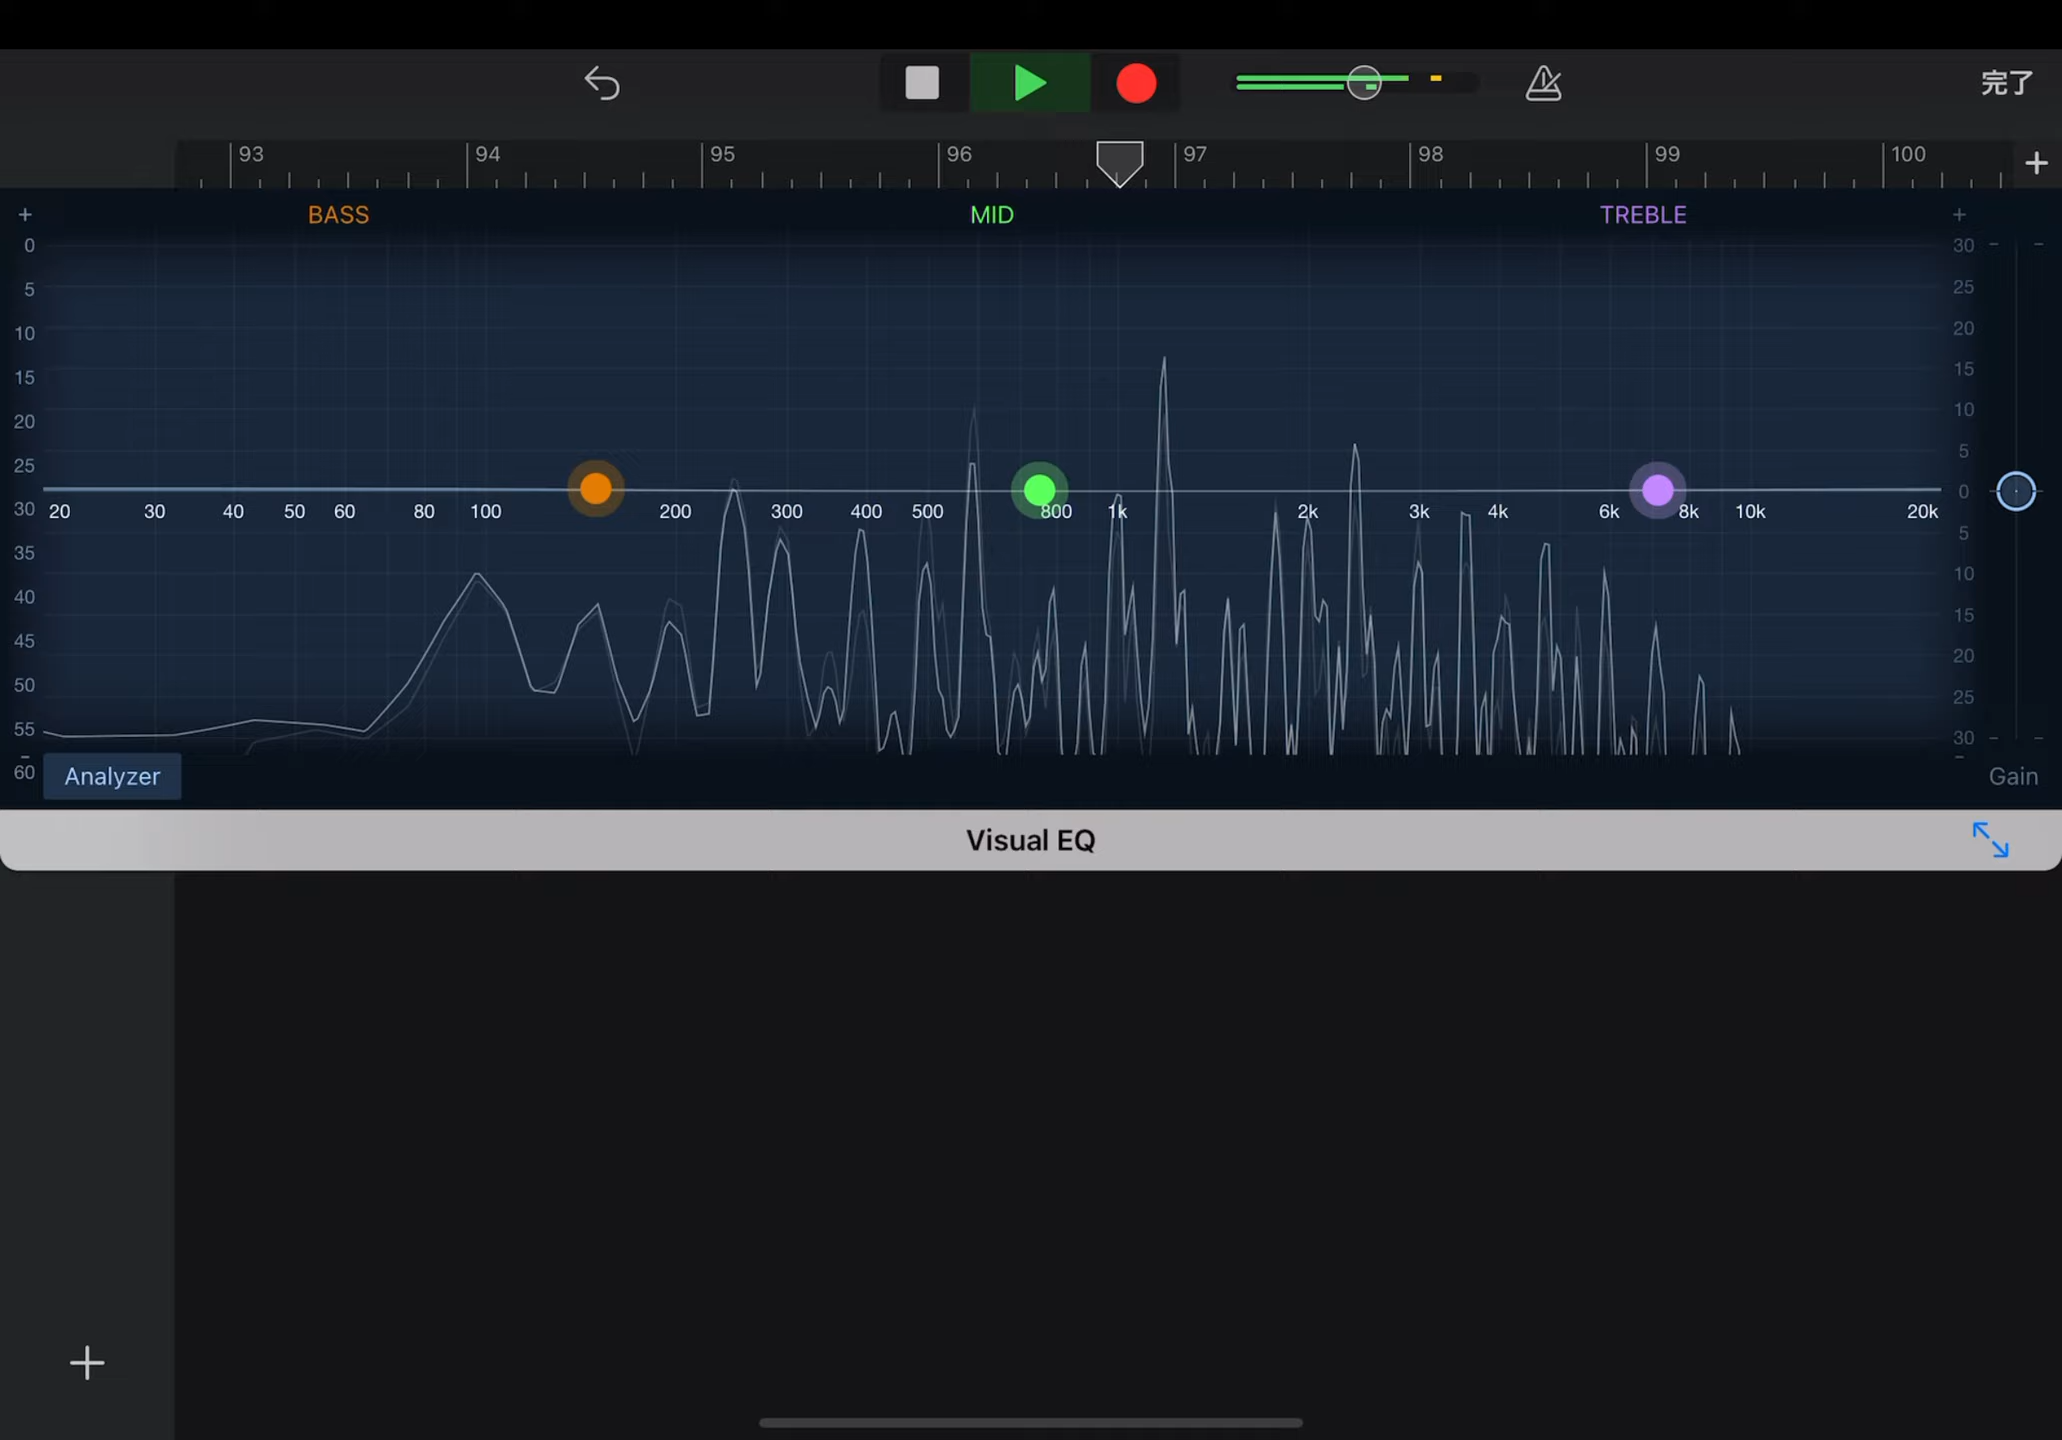 完了
93 94 95 96 97 98 99 100 +
+ BASS MID TREBLE +
0 30
5 25
10 20
15 15
20 10
25 5
30 0
20 30 40 50 60 80 100 200 300 400 500 800 1k 2k 3k 4k 6k 8k 10k 20k
35 5
40 10
45 15
50 20
55 25
60 30
Analyzer Gain
Visual EQ
+